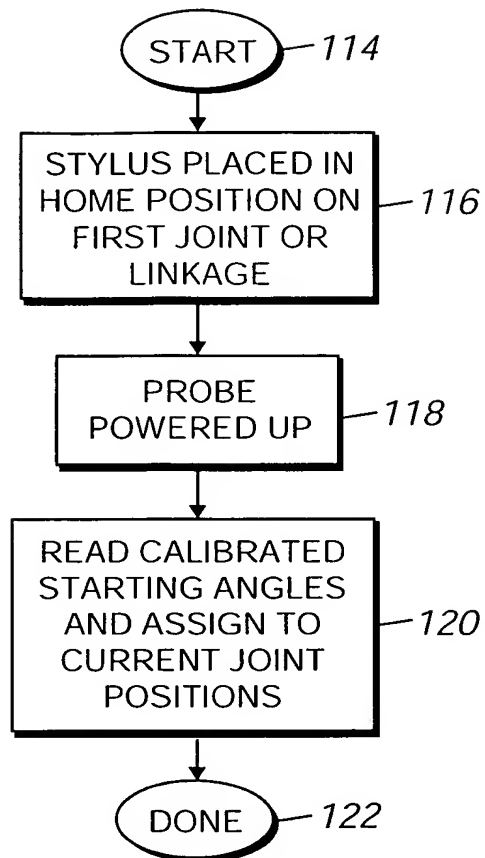 START 114
STYLUS PLACED IN
HOME POSITION ON 116
FIRST JOINT OR
LINKAGE
PROBE 118
POWERED UP
READ CALIBRATED
STARTING ANGLES
AND ASSIGN TO 120
CURRENT JOINT
POSITIONS
DONE 122